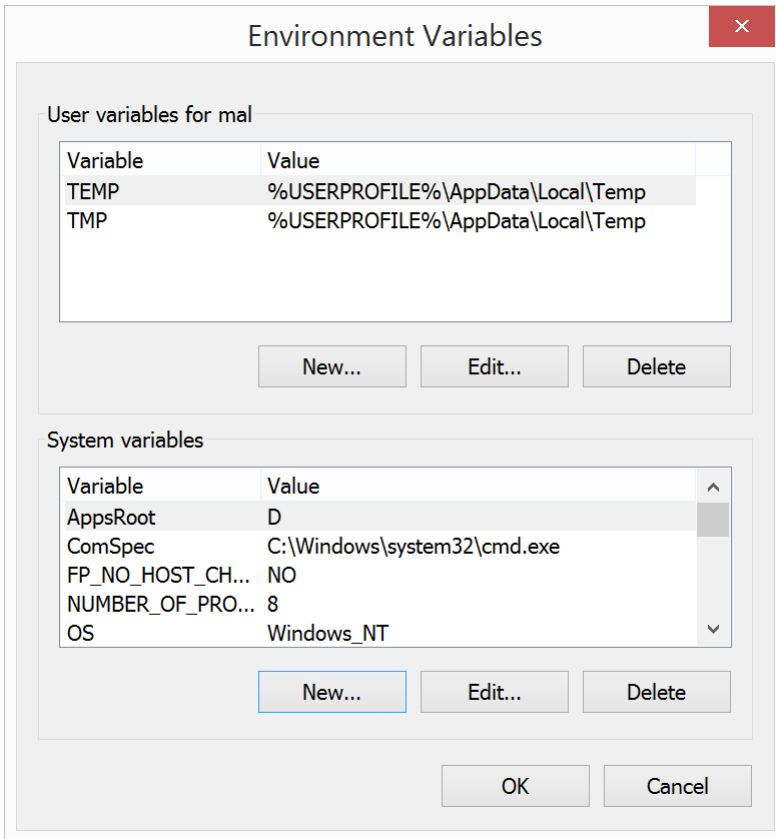 Environment Variables
User variables for mal
Variable Value
TEMP %USERPROFILE%\AppData\Local\Temp
TMP %USERPROFILE%\AppData\Local\Temp
New... Edit... Delete
System variables
Variable Value
AppsRoot D
ComSpec C:\Windows\system32\cmd.exe
FP_NO_HOST_CH... NO
NUMBER_OF_PRO... 8
OS Windows_NT
New... Edit... Delete
OK Cancel